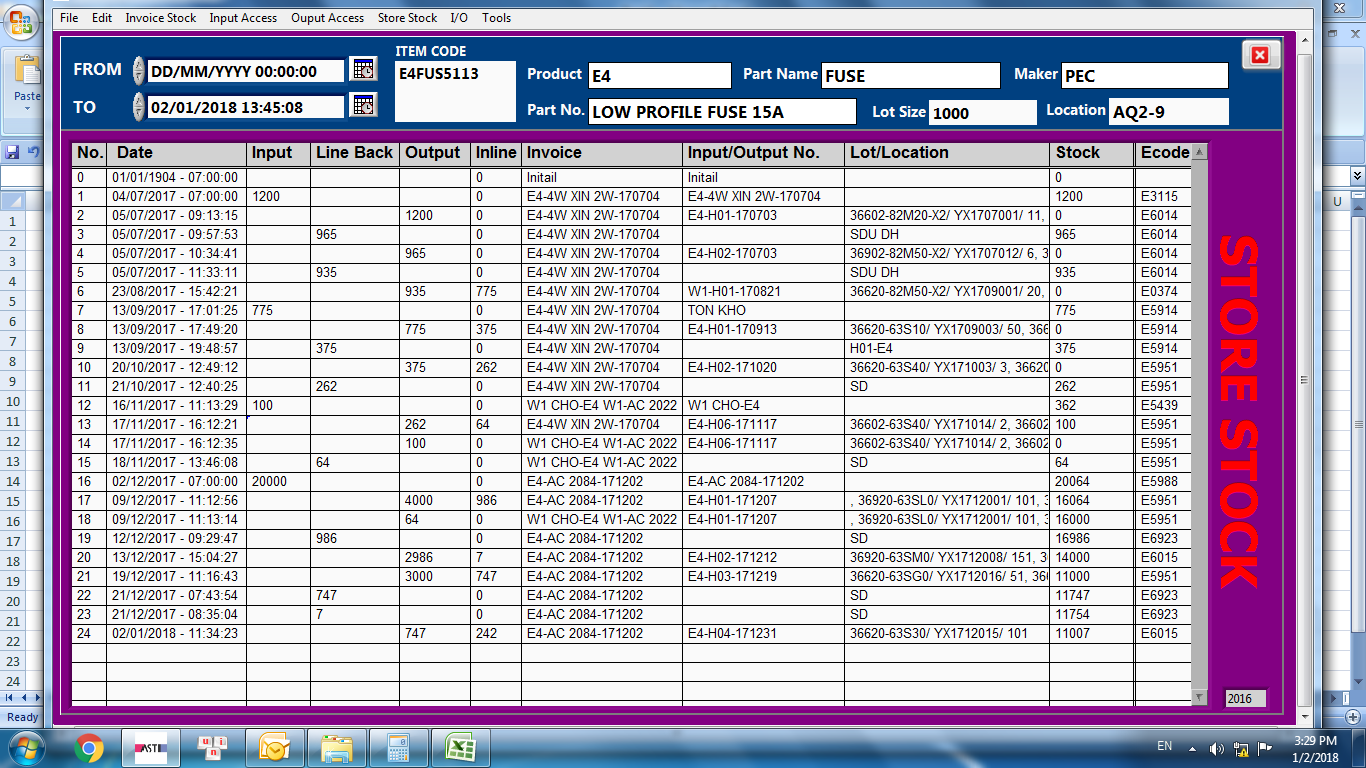 File Edit Invoice Stock Input Access Ouput Access Store Stock I/O Tools
Paste
FROM DD/MM/YYYY 00:00:00
TO 02/01/2018 13:45:08
ITEM CODE
E4FUS5113
Product E4 Part Name FUSE Maker PEC
Part No. LOW PROFILE FUSE 15A Lot Size 1000 Location AQ2-9
No. Date Input Line Back Output Inline Invoice Input/Output No. Lot/Location Stock Ecode
0 01/01/1904 - 07:00:00 0 Initail Initail 0
1 04/07/2017 - 07:00:00 1200 0 E4-4W XIN 2W-170704 E4-4W XIN 2W-170704 1200 E3115
2 05/07/2017 - 09:13:15 1200 0 E4-4W XIN 2W-170704 E4-H01-170703 36602-82M20-X2/ YX1707001/ 11, 0 E6014
3 05/07/2017 - 09:57:53 965 0 E4-4W XIN 2W-170704 SDU DH 965 E6014
4 05/07/2017 - 10:34:41 965 0 E4-4W XIN 2W-170704 E4-H02-170703 36902-82M50-X2/ YX1707012/ 6, 3 0 E6014
5 05/07/2017 - 11:33:11 935 0 E4-4W XIN 2W-170704 SDU DH 935 E6014
6 23/08/2017 - 15:42:21 935 775 E4-4W XIN 2W-170704 W1-H01-170821 36620-82M50-X2/ YX1709001/ 20, 0 E0374
7 13/09/2017 - 17:01:25 775 0 E4-4W XIN 2W-170704 TON KHO 775 E5914
8 13/09/2017 - 17:49:20 775 375 E4-4W XIN 2W-170704 E4-H01-170913 36620-63S10/ YX1709003/ 50, 366 0 E5914
9 13/09/2017 - 19:48:57 375 0 E4-4W XIN 2W-170704 H01-E4 375 E5914
10 20/10/2017 - 12:49:12 375 262 E4-4W XIN 2W-170704 E4-H02-171020 36620-63S40/ YX171003/ 3, 36620 0 E5951
11 21/10/2017 - 12:40:25 262 0 E4-4W XIN 2W-170704 SD 262 E5951
12 16/11/2017 - 11:13:29 100 0 W1 CHO-E4 W1-AC 2022 W1 CHO-E4 362 E5439
13 17/11/2017 - 16:12:21 262 64 E4-4W XIN 2W-170704 E4-H06-171117 36602-63S40/ YX171014/ 2, 36602 100 E5951
14 17/11/2017 - 16:12:35 100 0 W1 CHO-E4 W1-AC 2022 E4-H06-171117 36602-63S40/ YX171014/ 2, 36602 0 E5951
15 18/11/2017 - 13:46:08 64 0 W1 CHO-E4 W1-AC 2022 SD 64 E5951
16 02/12/2017 - 07:00:00 20000 0 E4-AC 2084-171202 E4-AC 2084-171202 20064 E5988
17 09/12/2017 - 11:12:56 4000 986 E4-AC 2084-171202 E4-H01-171207 , 36920-63SL0/ YX1712001/ 101, 3 16064 E5951
18 09/12/2017 - 11:13:14 64 0 W1 CHO-E4 W1-AC 2022 E4-H01-171207 , 36920-63SL0/ YX1712001/ 101, 3 16000 E5951
19 12/12/2017 - 09:29:47 986 0 E4-AC 2084-171202 SD 16986 E6923
20 13/12/2017 - 15:04:27 2986 7 E4-AC 2084-171202 E4-H02-171212 36920-63SM0/ YX1712008/ 151, 3 14000 E6015
21 19/12/2017 - 11:16:43 3000 747 E4-AC 2084-171202 E4-H03-171219 36620-63SG0/ YX1712016/ 51, 366 11000 E5951
22 21/12/2017 - 07:43:54 747 0 E4-AC 2084-171202 SD 11747 E6923
23 21/12/2017 - 08:35:04 7 0 E4-AC 2084-171202 SD 11754 E6923
24 02/01/2018 - 11:34:23 747 242 E4-AC 2084-171202 E4-H04-171231 36620-63S30/ YX1712015/ 101 11007 E6015
STORE STOCK
2016
U
1
2
3
4
5
6
7
8
9
10
11
12
13
14
15
16
17
18
19
20
21
22
23
24
Ready
ASTI
u n i n
EN
3:29 PM
1/2/2018